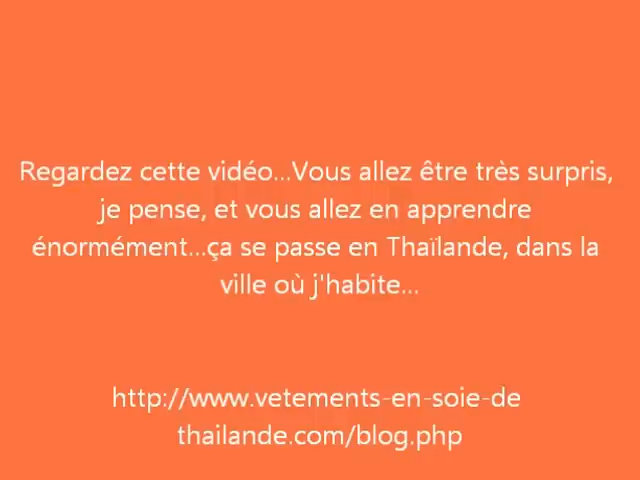 Regardez cette vidéo...Vous allez être très surpris,
je pense, et vous allez en apprendre
énormément...ça se passe en Thaïlande, dans la
ville où j'habite...
http://www.vetements-en-soie-de
thailande.com/blog.php